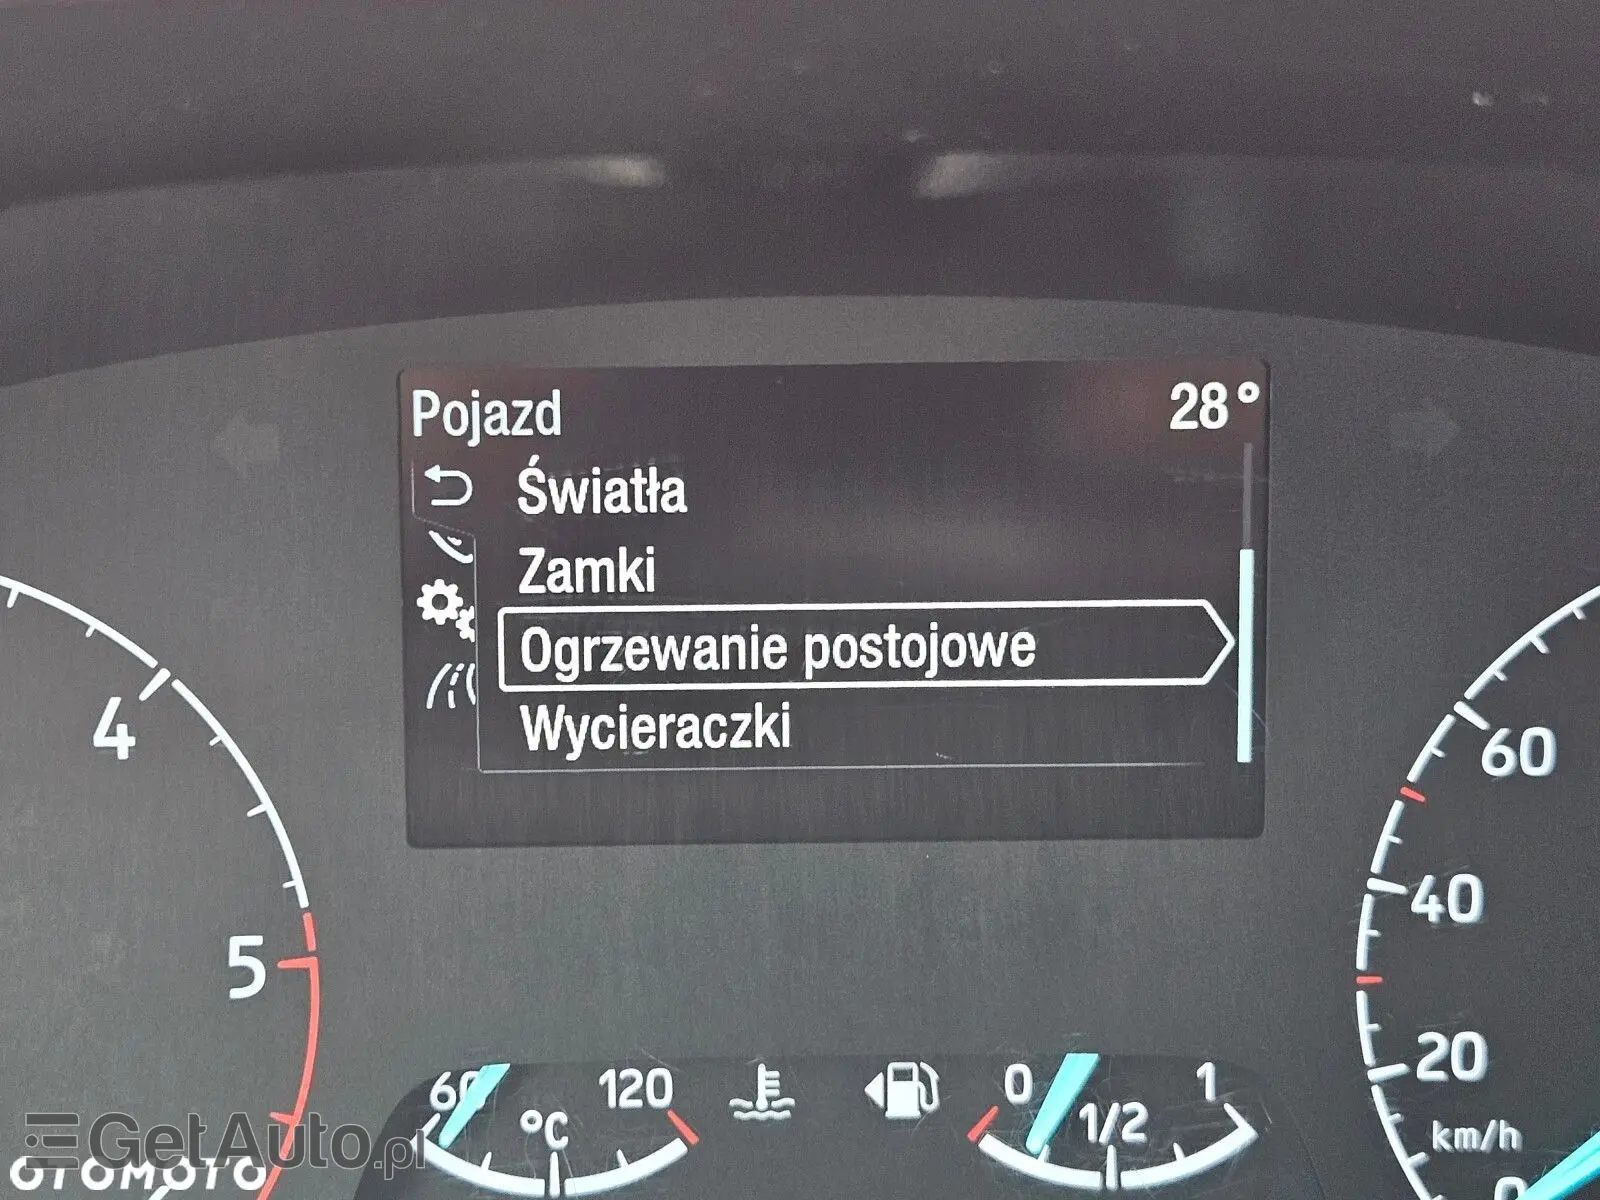 Pojazd 28°
Światła
Zamki
Ogrzewanie postojowe
Wycieraczki
4
5
60
40
20
km/h
0
60 120
°C
0 1/2 1
GetAuto.pl
OTOMOTO